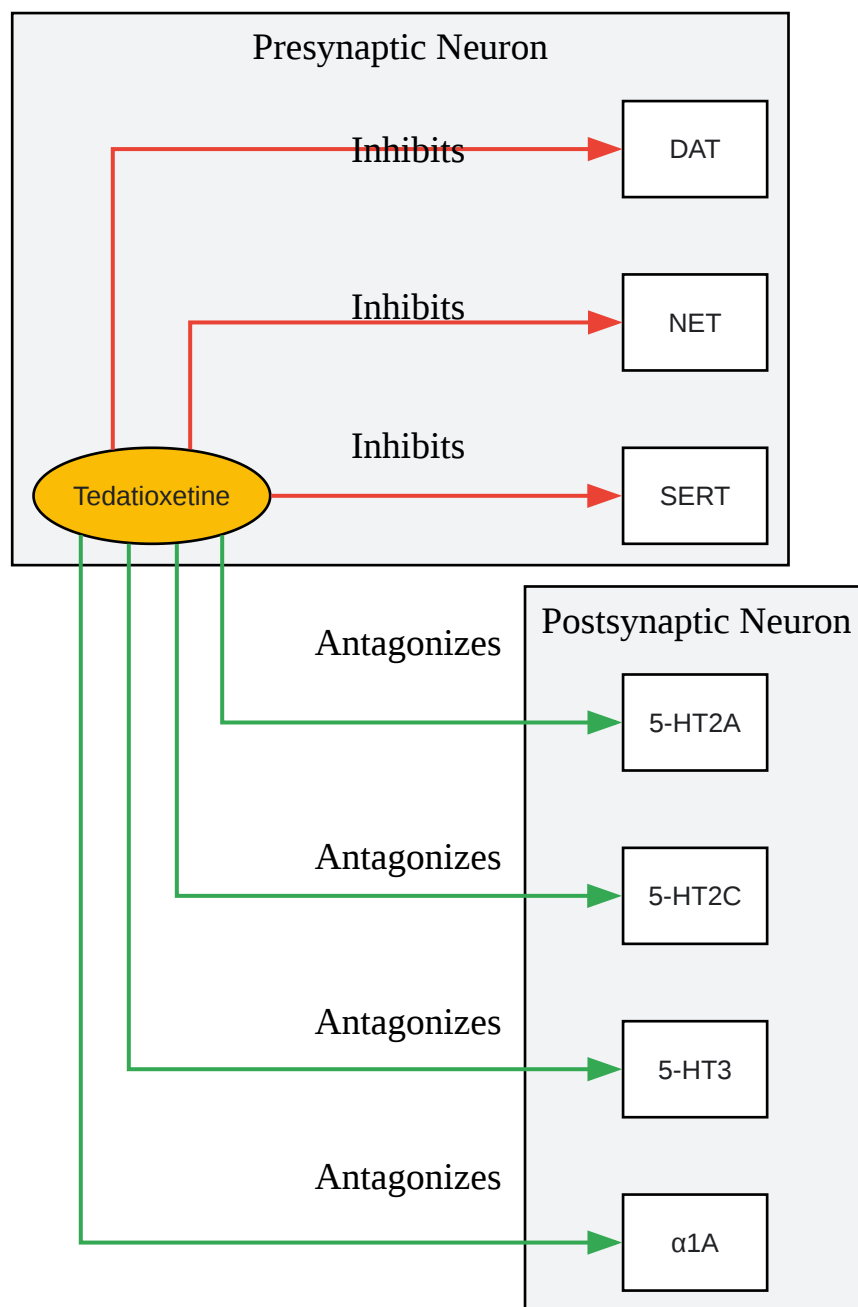 Presynaptic Neuron
Inhibits
DAT
Inhibits
NET
Inhibits
Tedatioxetine
SERT
Postsynaptic Neuron
Antagonizes
5-HT2A
Antagonizes
5-HT2C
Antagonizes
5-HT3
Antagonizes
α1A